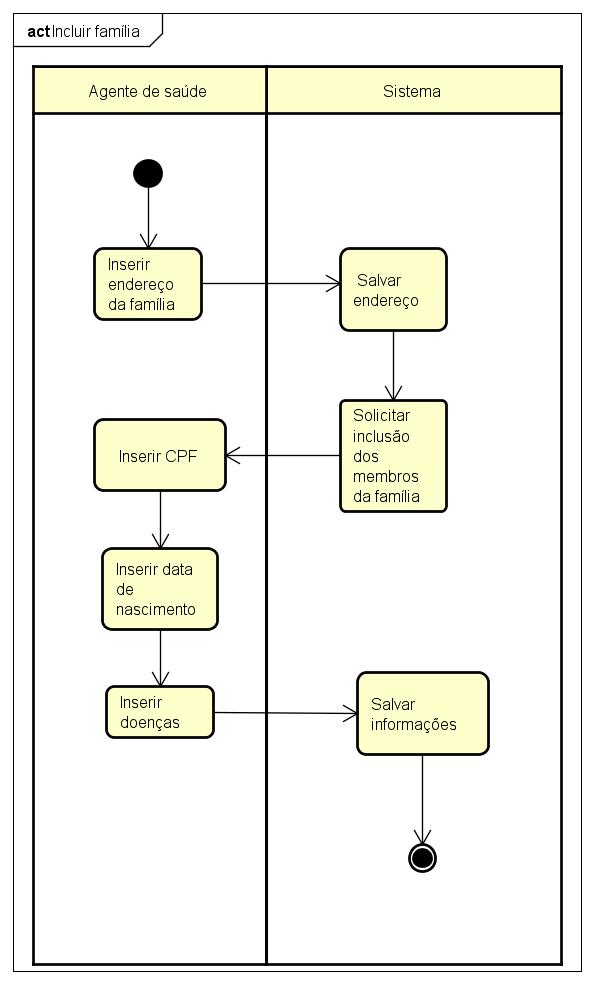 act Incluir família
Agente de saúde
Sistema
Inserir
endereço
da família
Salvar
endereço
Solicitar
inclusão
dos
membros
da família
Inserir CPF
Inserir data
de
nascimento
Inserir
doenças
Salvar
informações